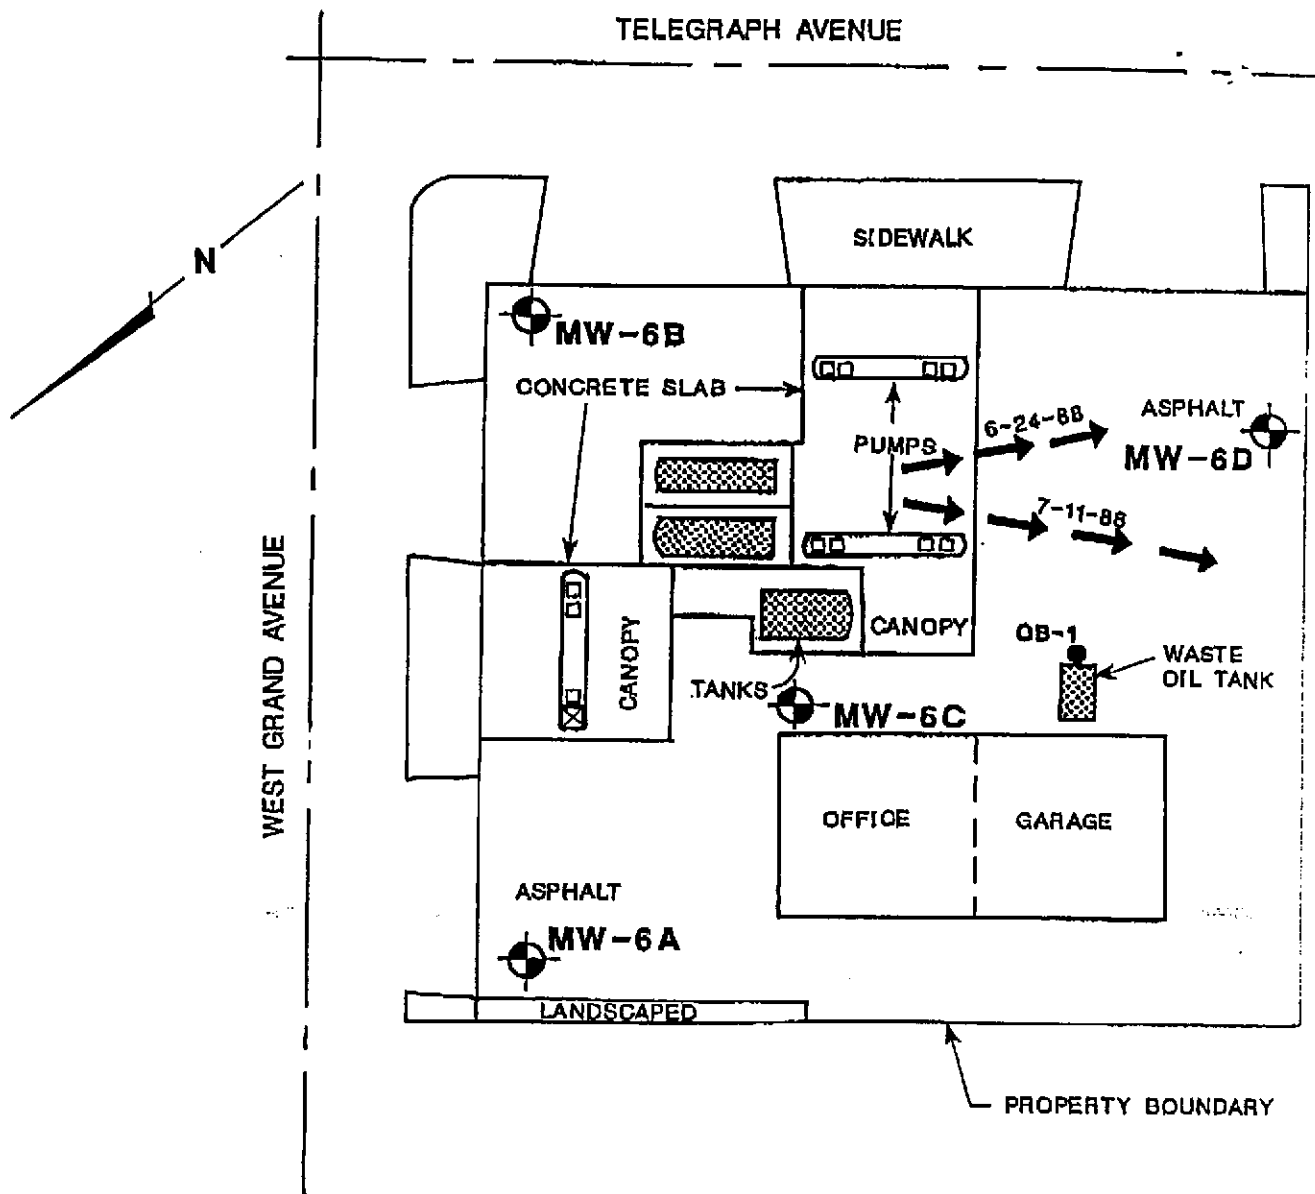 TELEGRAPH AVENUE
N
SIDEWALK
MW-6B
CONCRETE SLAB
PUMPS
6-24-88
ASPHALT
MW-6D
7-11-88
WEST GRAND AVENUE
CANOPY
CANOPY
OB-1
WASTE
OIL TANK
TANKS
MW-6C
OFFICE
GARAGE
ASPHALT
MW-6A
LANDSCAPED
PROPERTY BOUNDARY